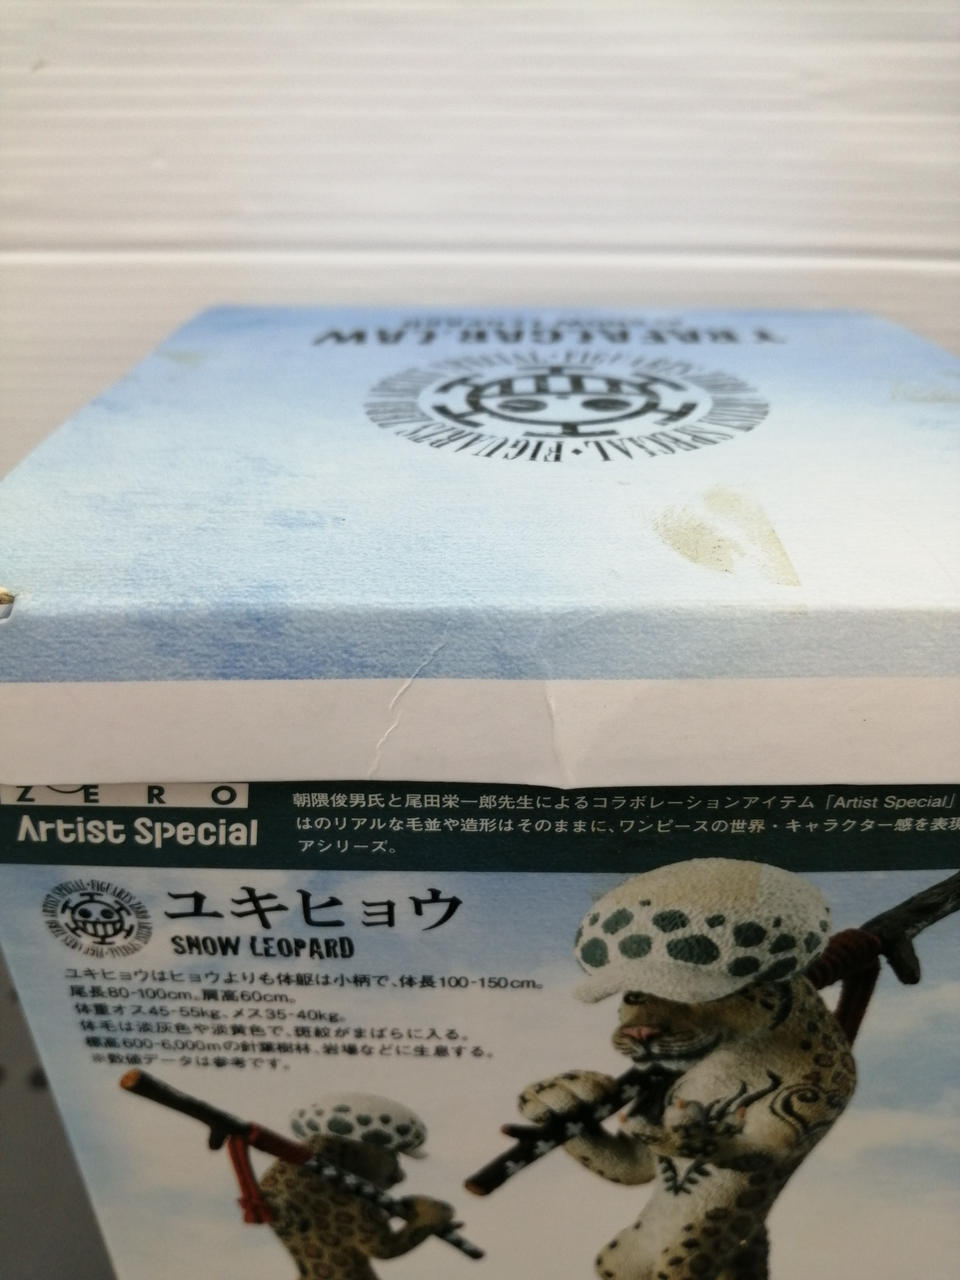 TRAFALGAR LAW
as SNOW LEOPARD
ARTIST SPECIAL・FIGUARTS ZERO
ZERO
Artist Special
朝隈俊男氏と尾田栄一郎先生によるコラボレーションアイテム「Artist Special」
はのリアルな毛並や造形はそのままに、ワンピースの世界・キャラクター感を表現
アシリーズ。
ARTIST SPECIAL・FIGUARTS ZERO
ユキヒョウ
SNOW LEOPARD
ユキヒョウはヒョウよりも体躯は小柄で、体長100-150cm。
尾長80-100cm。肩高60cm。
体重オス45-55kg、メス35-40kg。
体毛は淡灰色や淡黄色で、斑紋がまばらに入る。
標高600-6,000mの針葉樹林、岩場などに生息する。
※数値データは参考です。